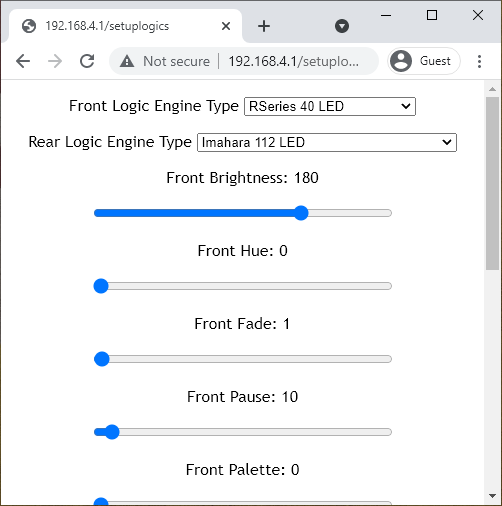 192.168.4.1/setuplogics
Not secure 192.168.4.1/setuplo... Guest
Front Logic Engine Type RSeries 40 LED
Rear Logic Engine Type Imahara 112 LED
Front Brightness: 180
Front Hue: 0
Front Fade: 1
Front Pause: 10
Front Palette: 0